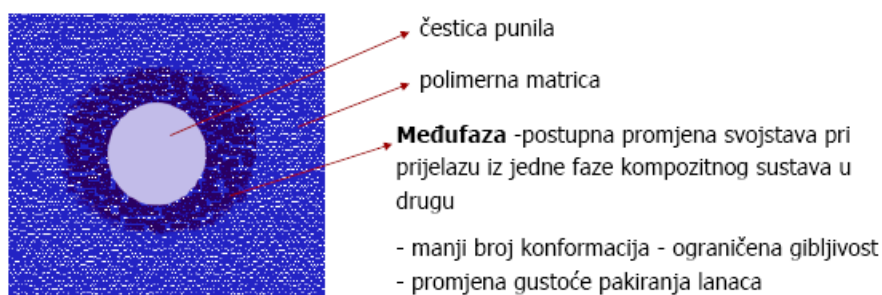 čestica punila
polimerna matrica
Međufaza -postupna promjena svojstava pri
prijelazu iz jedne faze kompozitnog sustava u
drugu
- manji broj konformacija - ograničena gibljivost
- promjena gustoće pakiranja lanaca